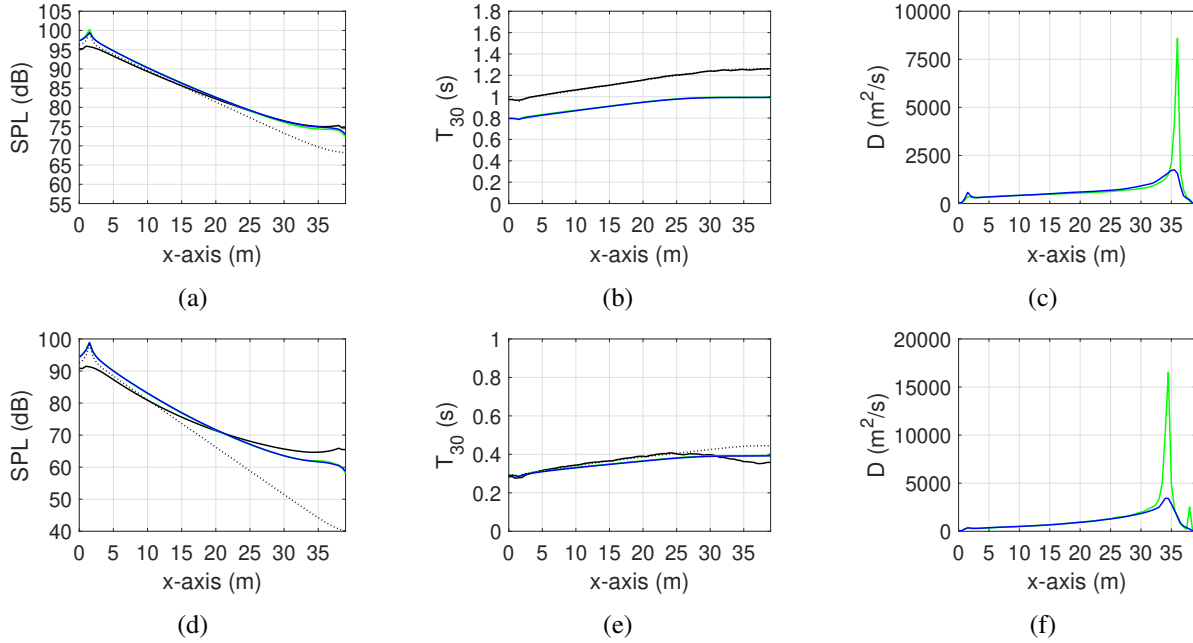 105
100
95
90
85
80
75
70
65
60
55
SPL (dB)
0 5 10 15 20 25 30 35
x-axis (m)
(a)
1.8
1.6
1.4
1.2
1
0.8
0.6
0.4
0.2
0
T30 (s)
0 5 10 15 20 25 30 35
x-axis (m)
(b)
10000
7500
5000
2500
0
D (m²/s)
0 5 10 15 20 25 30 35
x-axis (m)
(c)
100
90
80
70
60
50
40
SPL (dB)
0 5 10 15 20 25 30 35
x-axis (m)
(d)
1
0.8
0.6
0.4
0.2
0
T30 (s)
0 5 10 15 20 25 30 35
x-axis (m)
(e)
20000
15000
10000
5000
0
D (m²/s)
0 5 10 15 20 25 30 35
x-axis (m)
(f)